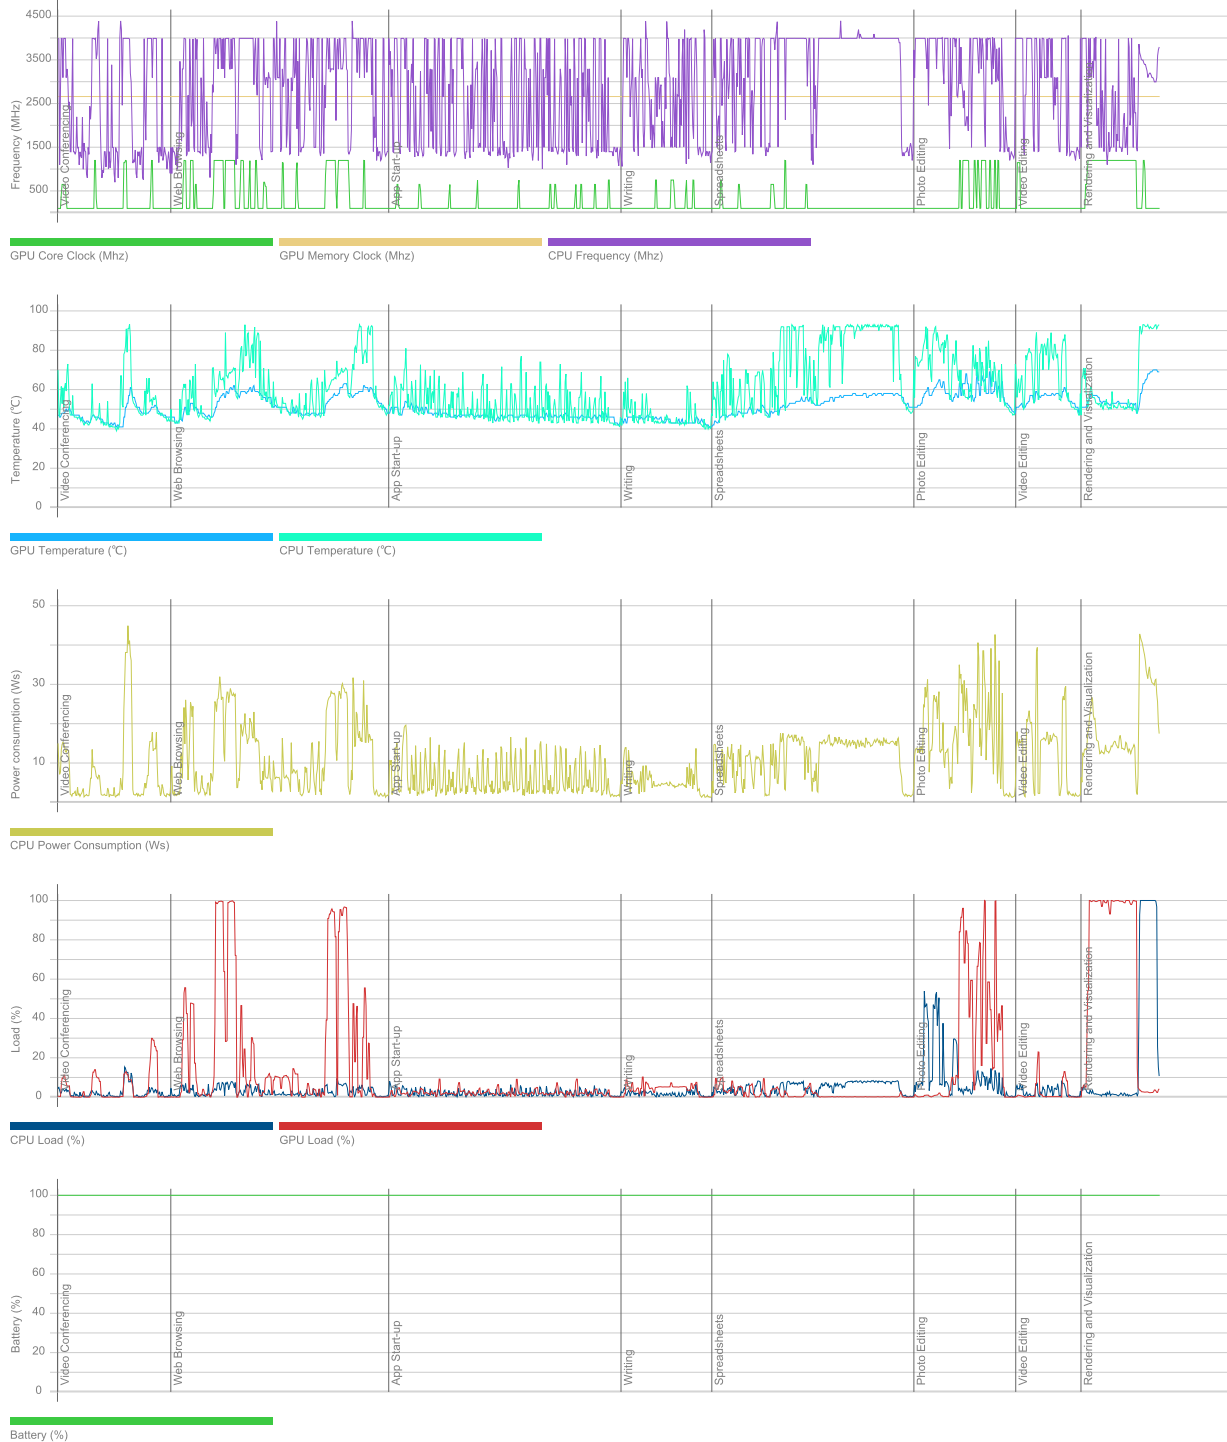 4500
3500
2500
1500
500
Frequency (MHz)
Video Conferencing
Web Browsing
App Start-up
Writing
Spreadsheets
Photo Editing
Video Editing
Rendering and Visualization
GPU Core Clock (Mhz)
GPU Memory Clock (Mhz)
CPU Frequency (Mhz)
100
80
60
40
20
0
Temperature (℃)
Video Conferencing
Web Browsing
App Start-up
Writing
Spreadsheets
Photo Editing
Video Editing
Rendering and Visualization
GPU Temperature (℃)
CPU Temperature (℃)
50
30
10
Power consumption (Ws)
Video Conferencing
Web Browsing
App Start-up
Writing
Spreadsheets
Photo Editing
Video Editing
Rendering and Visualization
CPU Power Consumption (Ws)
100
80
60
40
20
0
Load (%)
Video Conferencing
Web Browsing
App Start-up
Writing
Spreadsheets
Photo Editing
Video Editing
Rendering and Visualization
CPU Load (%)
GPU Load (%)
100
80
60
40
20
0
Battery (%)
Video Conferencing
Web Browsing
App Start-up
Writing
Spreadsheets
Photo Editing
Video Editing
Rendering and Visualization
Battery (%)